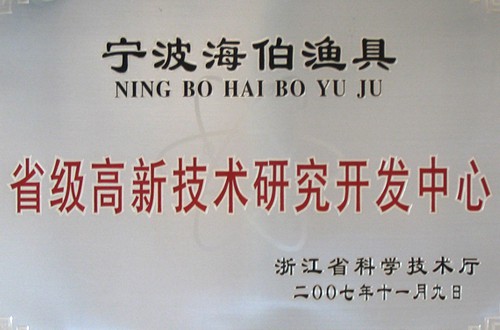 宁波海伯渔具
NING BO HAI BO YU JU
省级高新技术研究开发中心
浙江省科学技术厅
二〇〇七年十一月九日